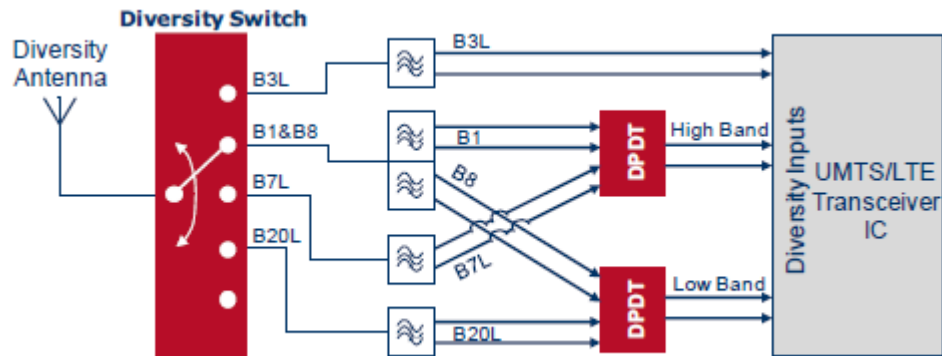 Diversity Switch
Diversity
Antenna
B3L
B1&B8
B7L
B20L
B3L
B1
B8
B7L
B20L
DPDT
DPDT
High Band
Low Band
Diversity Inputs
UMTS/LTE
Transceiver
IC